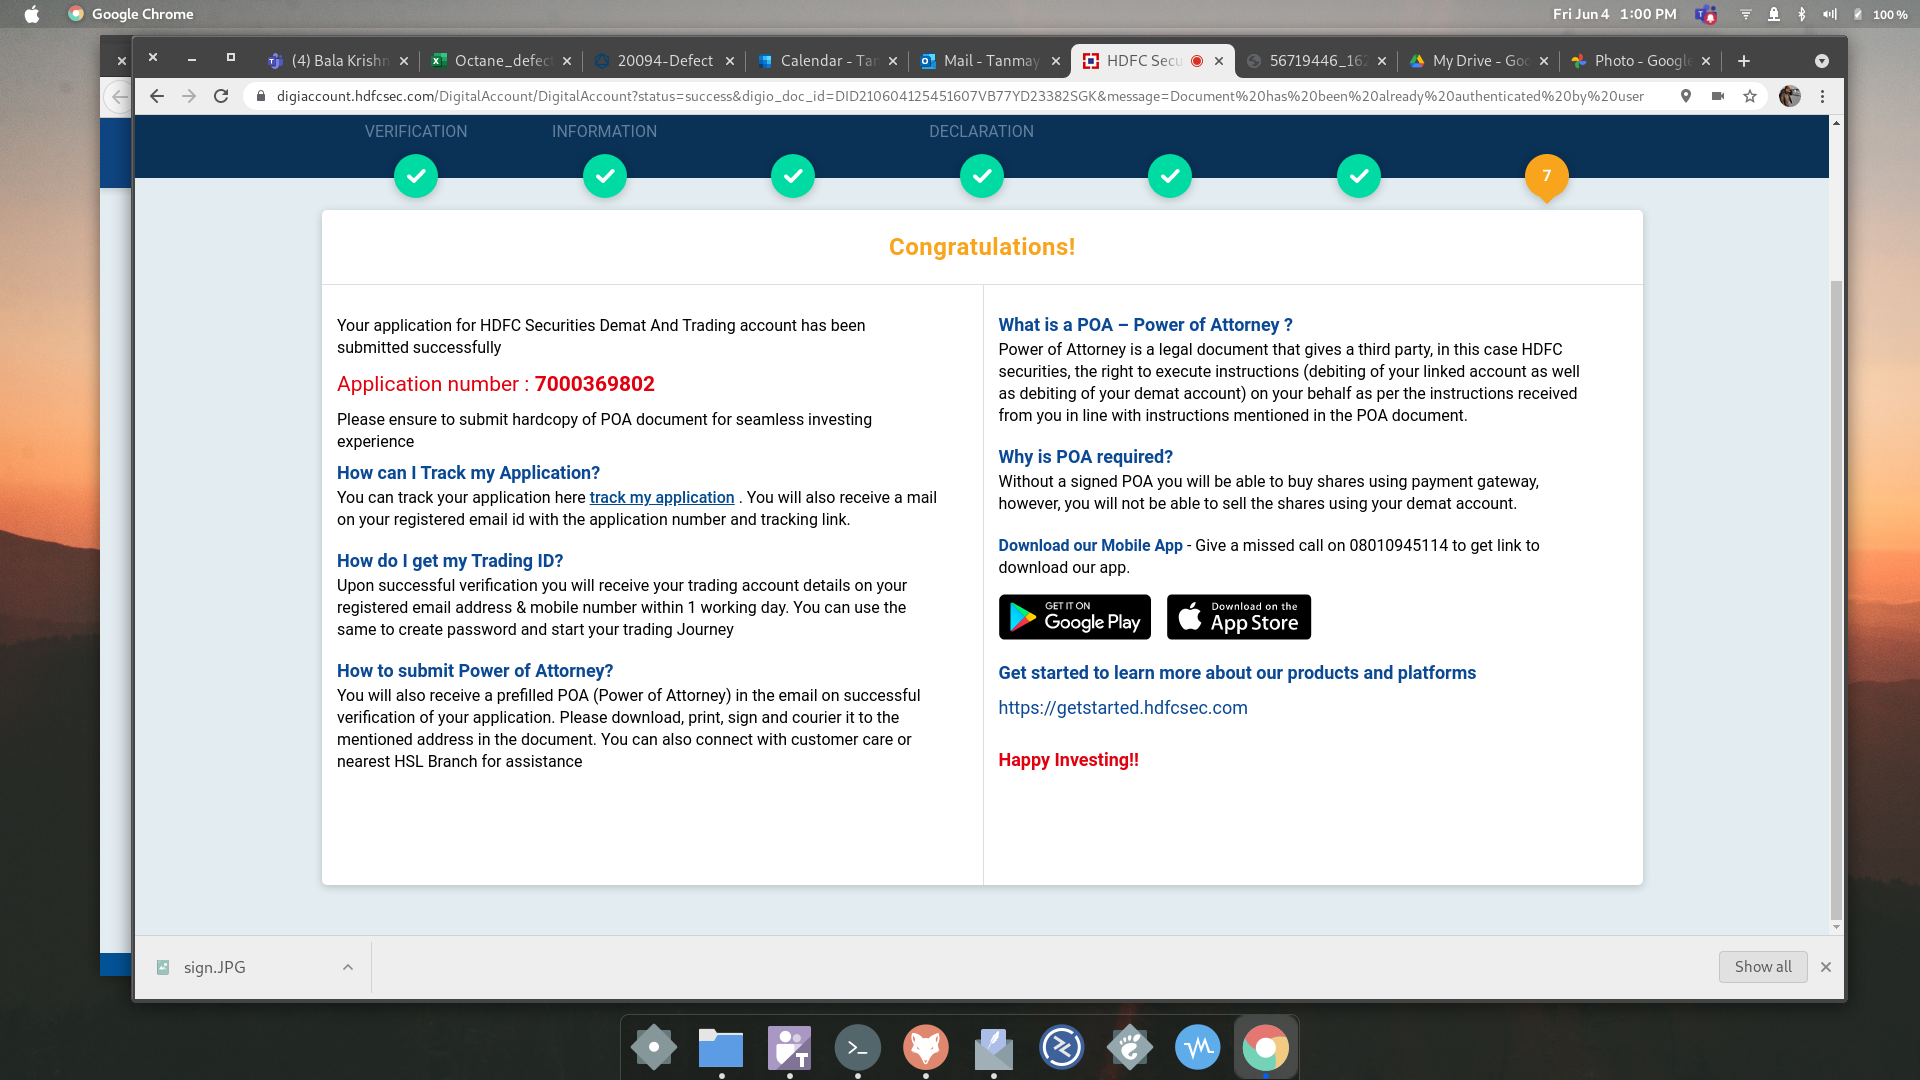 Google Chrome
Fri Jun 4 1:00 PM
100 %
(4) Bala Krishn
Octane_defec
20094-Defect
Calendar - Tan
Mail - Tanmay
HDFC Secu
56719446_162
My Drive - Goo
Photo - Google
digiaccount.hdfcsec.com/DigitalAccount/DigitalAccount?status=success&digio_doc_id=DID210604125451607VB77YD23382SGK&message=Document%20has%20been%20already%20authenticated%20by%20user
VERIFICATION
INFORMATION
DECLARATION
7
Congratulations!
Your application for HDFC Securities Demat And Trading account has been
submitted successfully
Application number : 7000369802
Please ensure to submit hardcopy of POA document for seamless investing
experience
How can I Track my Application?
You can track your application here track my application . You will also receive a mail
on your registered email id with the application number and tracking link.
How do I get my Trading ID?
Upon successful verification you will receive your trading account details on your
registered email address & mobile number within 1 working day. You can use the
same to create password and start your trading Journey
How to submit Power of Attorney?
You will also receive a prefilled POA (Power of Attorney) in the email on successful
verification of your application. Please download, print, sign and courier it to the
mentioned address in the document. You can also connect with customer care or
nearest HSL Branch for assistance
What is a POA – Power of Attorney ?
Power of Attorney is a legal document that gives a third party, in this case HDFC
securities, the right to execute instructions (debiting of your linked account as well
as debiting of your demat account) on your behalf as per the instructions received
from you in line with instructions mentioned in the POA document.
Why is POA required?
Without a signed POA you will be able to buy shares using payment gateway,
however, you will not be able to sell the shares using your demat account.
Download our Mobile App - Give a missed call on 08010945114 to get link to
download our app.
GET IT ON
Google Play
Download on the
App Store
Get started to learn more about our products and platforms
https://getstarted.hdfcsec.com
Happy Investing!!
sign.JPG
Show all